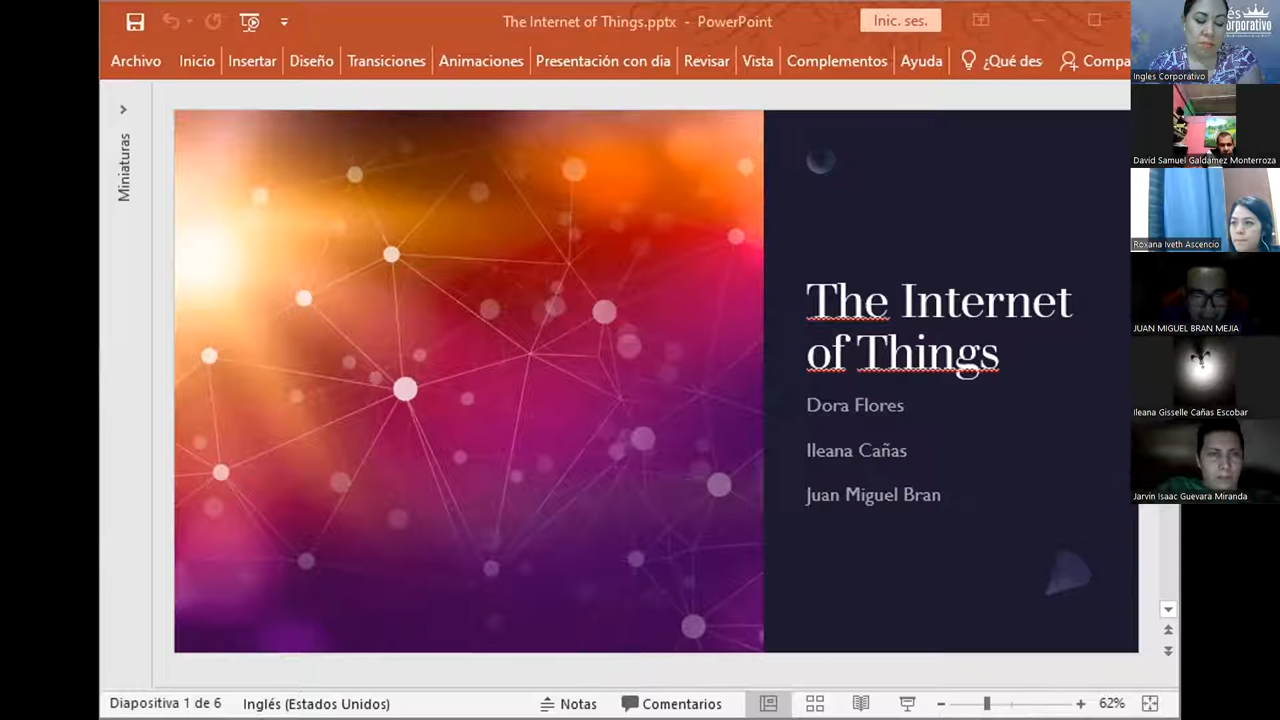 The Internet of Things.pptx - PowerPoint
Inic. ses.
Archivo Inicio Insertar Diseño Transiciones Animaciones Presentación con dia Revisar Vista Complementos Ayuda ¿Qué des Compa
Miniaturas
The Internet
of Things
Dora Flores
Ileana Cañas
Juan Miguel Bran
és
orporativo
Ingles Corporativo
David Samuel Galdamez Monterroza
Roxana Iveth Ascencio
JUAN MIGUEL BRAN MEJIA
Ileana Gisselle Cañas Escobar
Jarvin Isaac Guevara Miranda
Diapositiva 1 de 6 Inglés (Estados Unidos) Notas Comentarios 62%